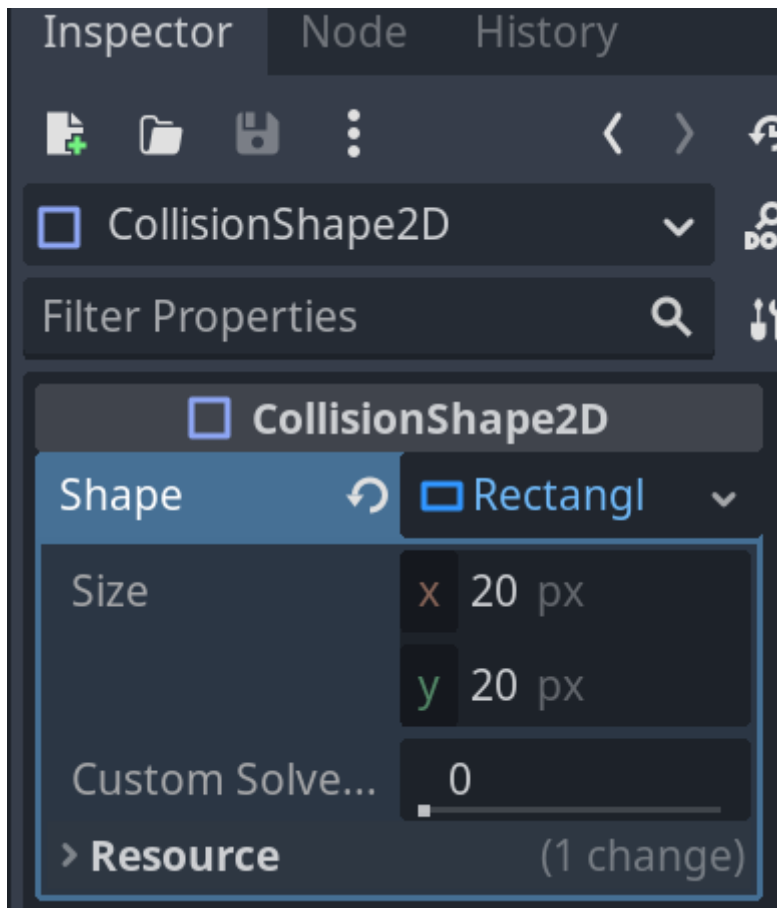 Inspector Node History
CollisionShape2D
Filter Properties
CollisionShape2D
Shape Rectangl
Size x 20 px
y 20 px
Custom Solve... 0
Resource (1 change)